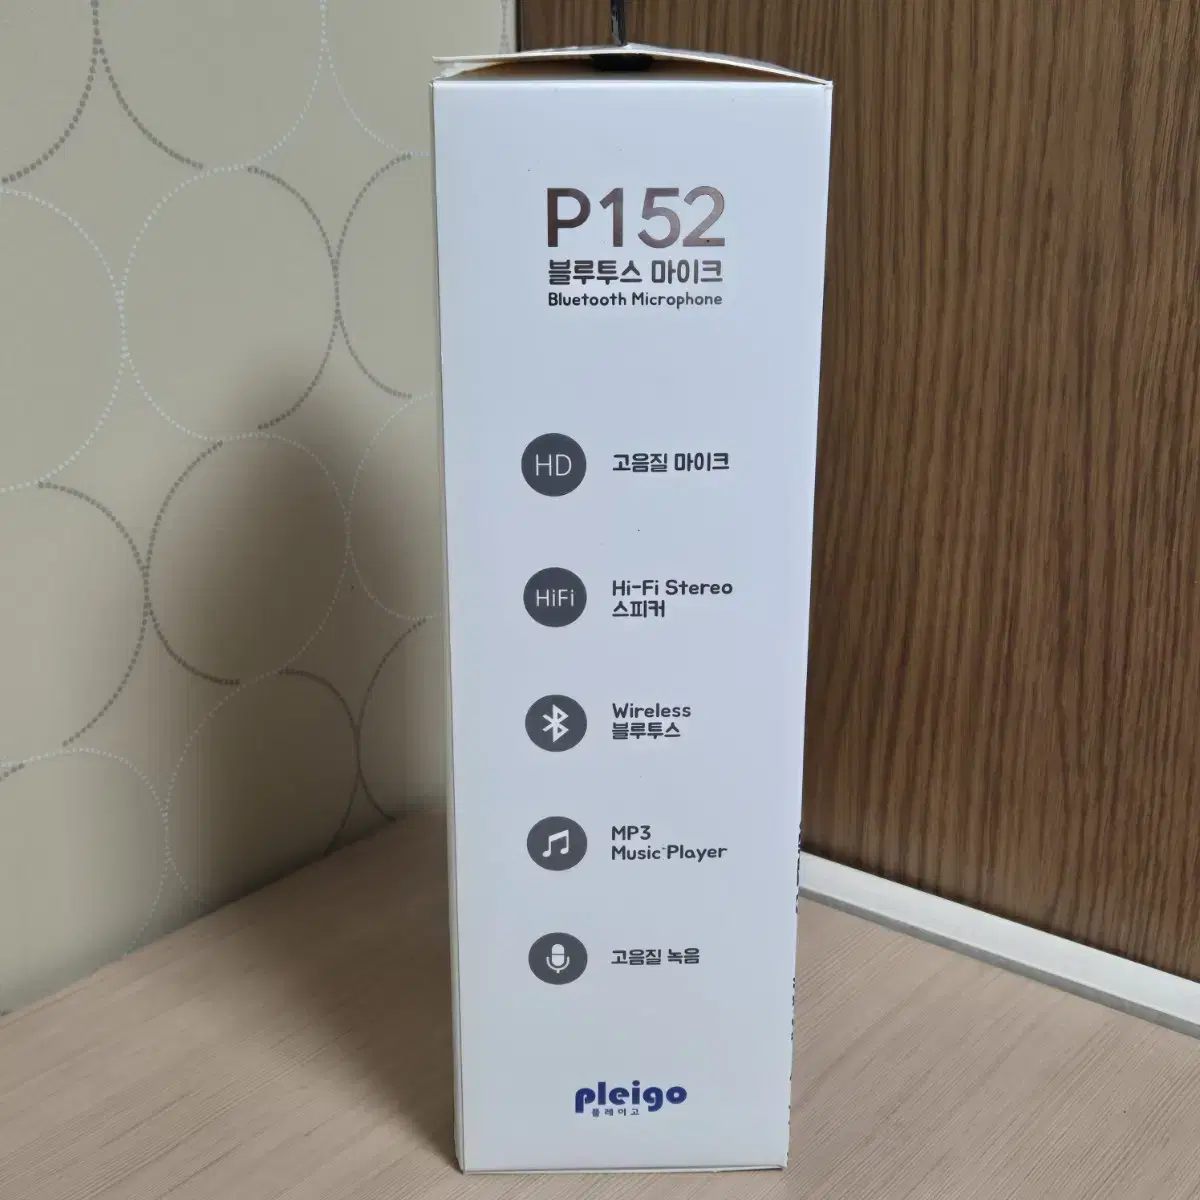 P152
블루투스 마이크
Bluetooth Microphone
HD
고음질 마이크
HiFi
Hi-Fi Stereo
스피커
Wireless
블루투스
MP3
Music Player
고음질 녹음
pleigo
플레이고